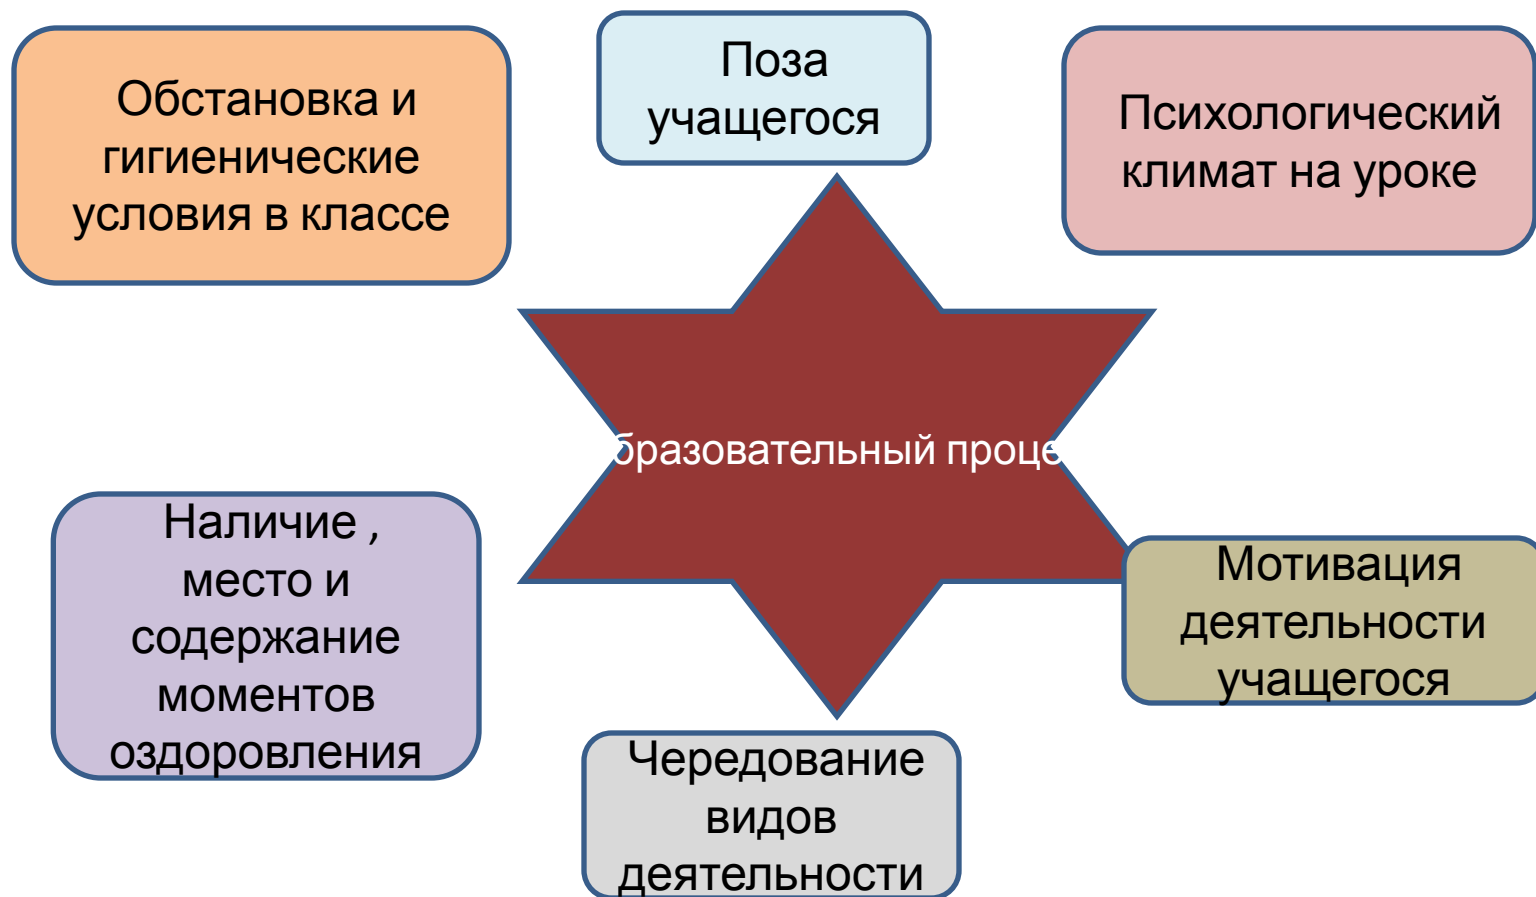 Поза
учащегося
Обстановка и
гигиенические
условия в классе
Психологический
климат на уроке
бразовательный проце
Наличие ,
место и
содержание
моментов
оздоровления
Мотивация
деятельности
учащегося
Чередование
видов
деятельности